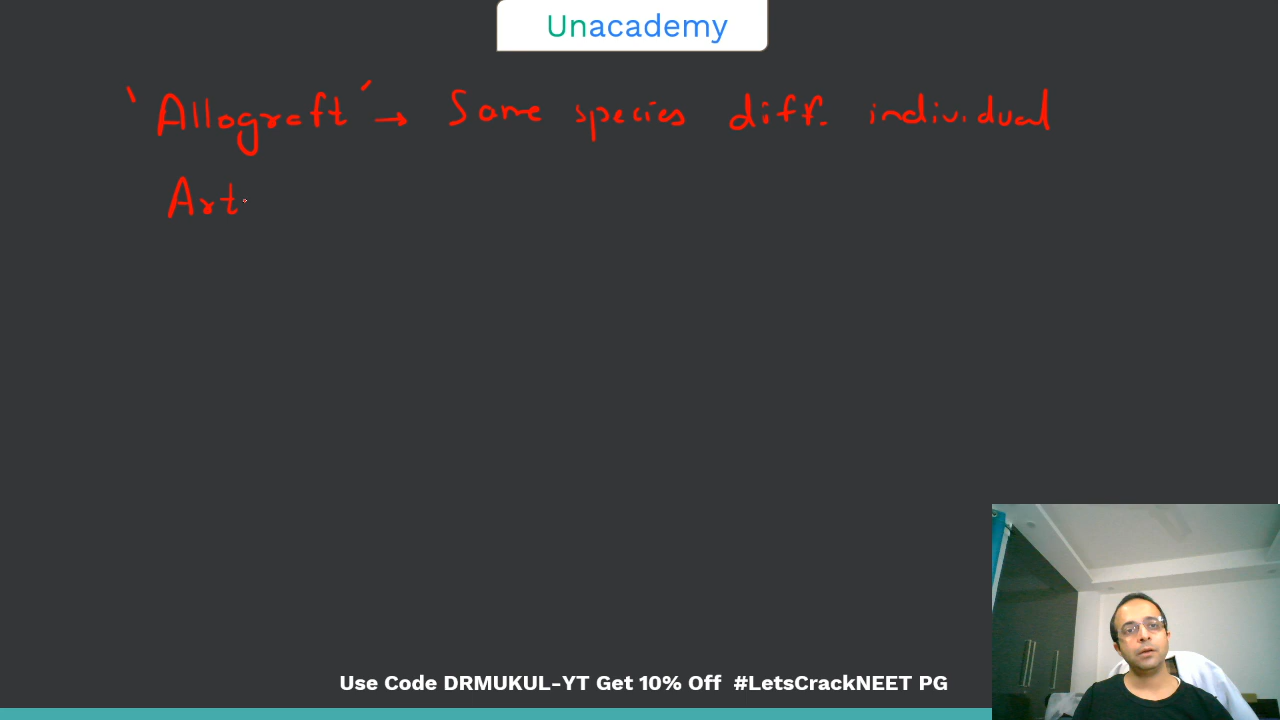 Unacademy
'Allograft' → Same species diff. individual
Art
Use Code DRMUKUL-YT Get 10% Off #LetsCrackNEET PG